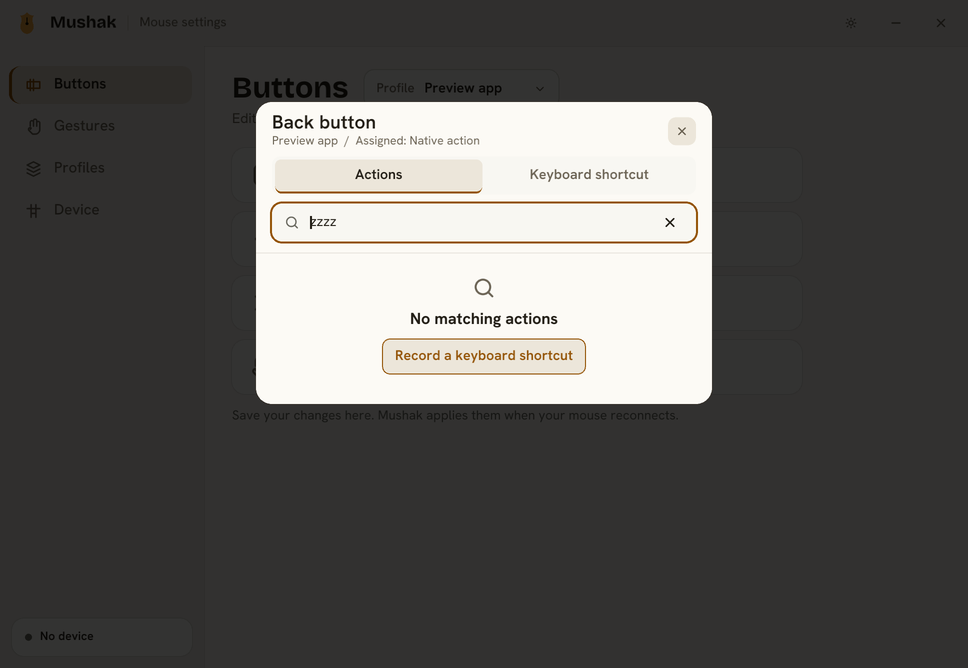 Mushak
Mouse settings
Buttons
Gestures
Profiles
Device
Buttons
Profile Preview app
Back button
Preview app / Assigned: Native action
Actions
Keyboard shortcut
zzzz
No matching actions
Record a keyboard shortcut
Save your changes here. Mushak applies them when your mouse reconnects.
No device